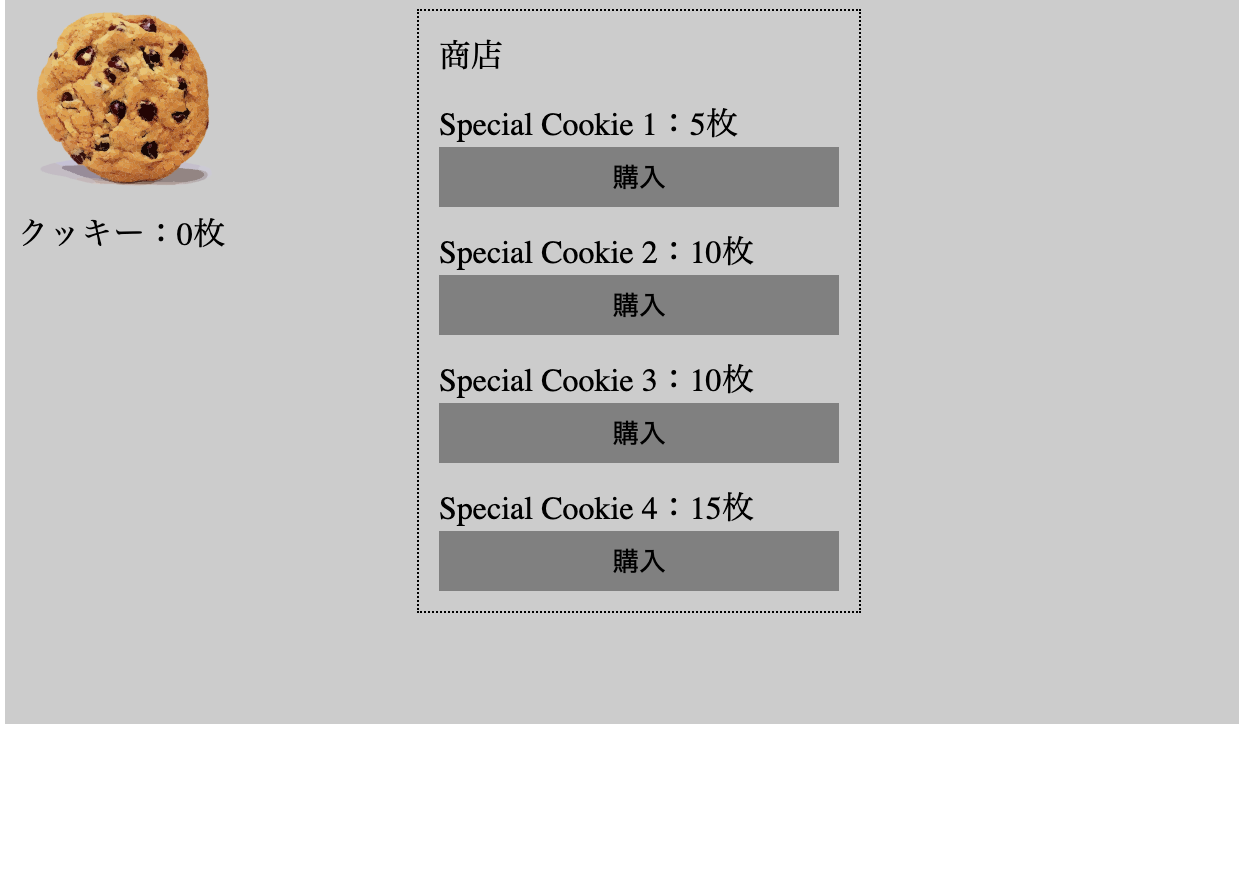 クッキー：0枚
商店
Special Cookie 1：5枚
購入
Special Cookie 2：10枚
購入
Special Cookie 3：10枚
購入
Special Cookie 4：15枚
購入